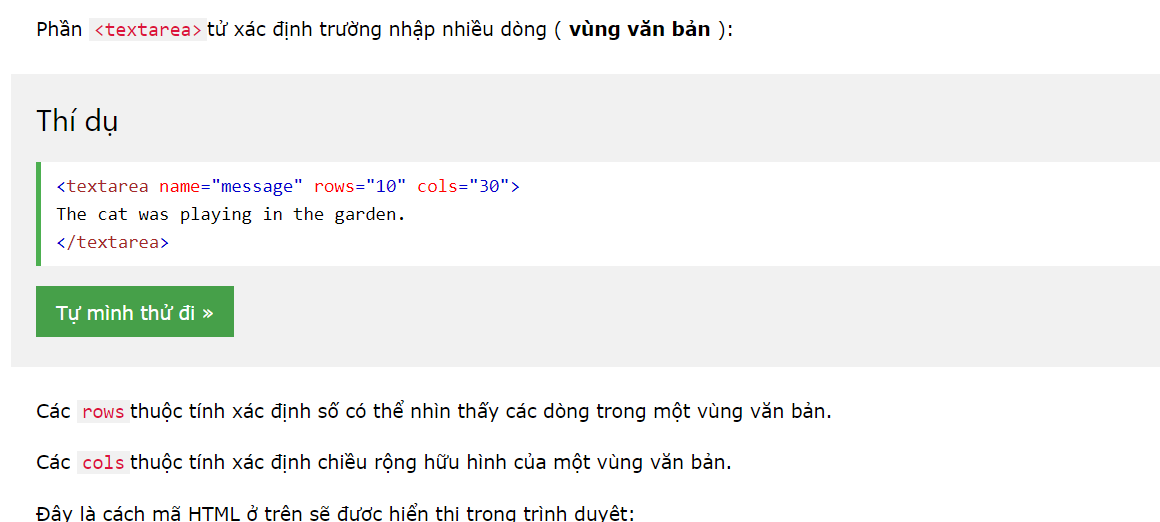 Phần <textarea> tử xác định trường nhập nhiều dòng ( vùng văn bản ):
Thí dụ
<textarea name="message" rows="10" cols="30">
The cat was playing in the garden.
</textarea>
Tự mình thử đi »
Các rows thuộc tính xác định số có thể nhìn thấy các dòng trong một vùng văn bản.
Các cols thuộc tính xác định chiều rộng hữu hình của một vùng văn bản.
Đây là cách mã HTML ở trên sẽ được hiển thị trong trình duyệt: